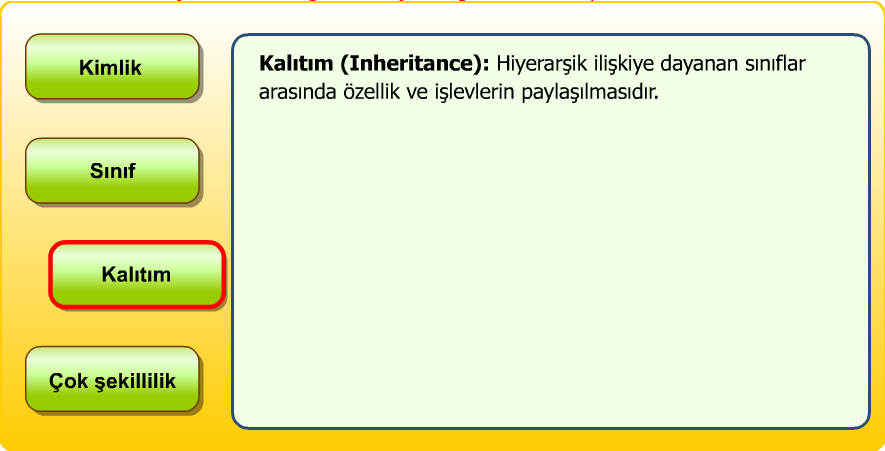 Kimlik
Sınıf
Kalıtım
Çok şekillilik
Kalıtım (Inheritance): Hiyerarşik ilişkiye dayanan sınıflar
arasında özellik ve işlevlerin paylaşılmasıdır.